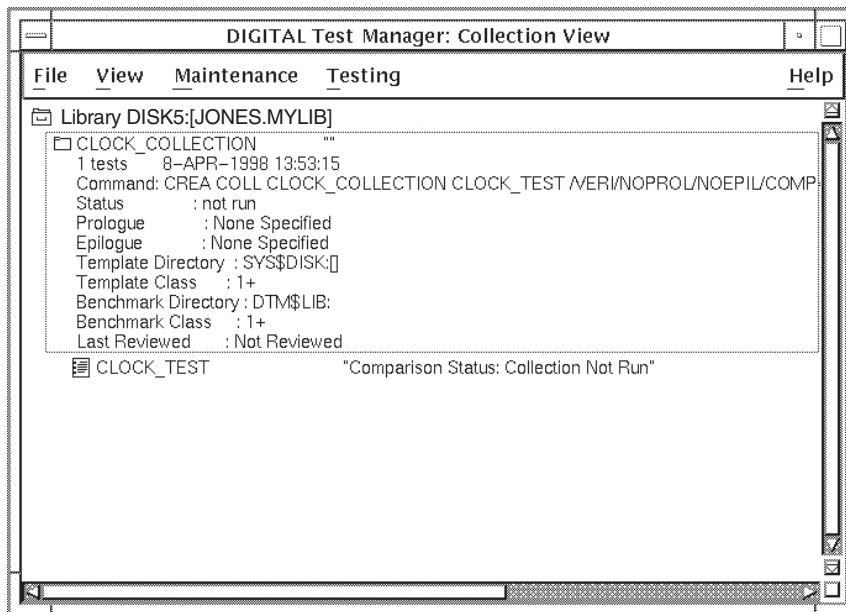 DIGITAL Test Manager: Collection View
File View Maintenance Testing Help
Library DISK5:[JONES.MYLIB]
CLOCK_COLLECTION ""
1 tests 8-APR-1998 13:53:15
Command: CREA COLL CLOCK_COLLECTION CLOCK_TEST /VERI/NOPROL/NOEPIL/COMP
Status : not run
Prologue : None Specified
Epilogue : None Specified
Template Directory : SYS$DISK:[]
Template Class : 1+
Benchmark Directory : DTM$LIB:
Benchmark Class : 1+
Last Reviewed : Not Reviewed
CLOCK_TEST "Comparison Status: Collection Not Run"